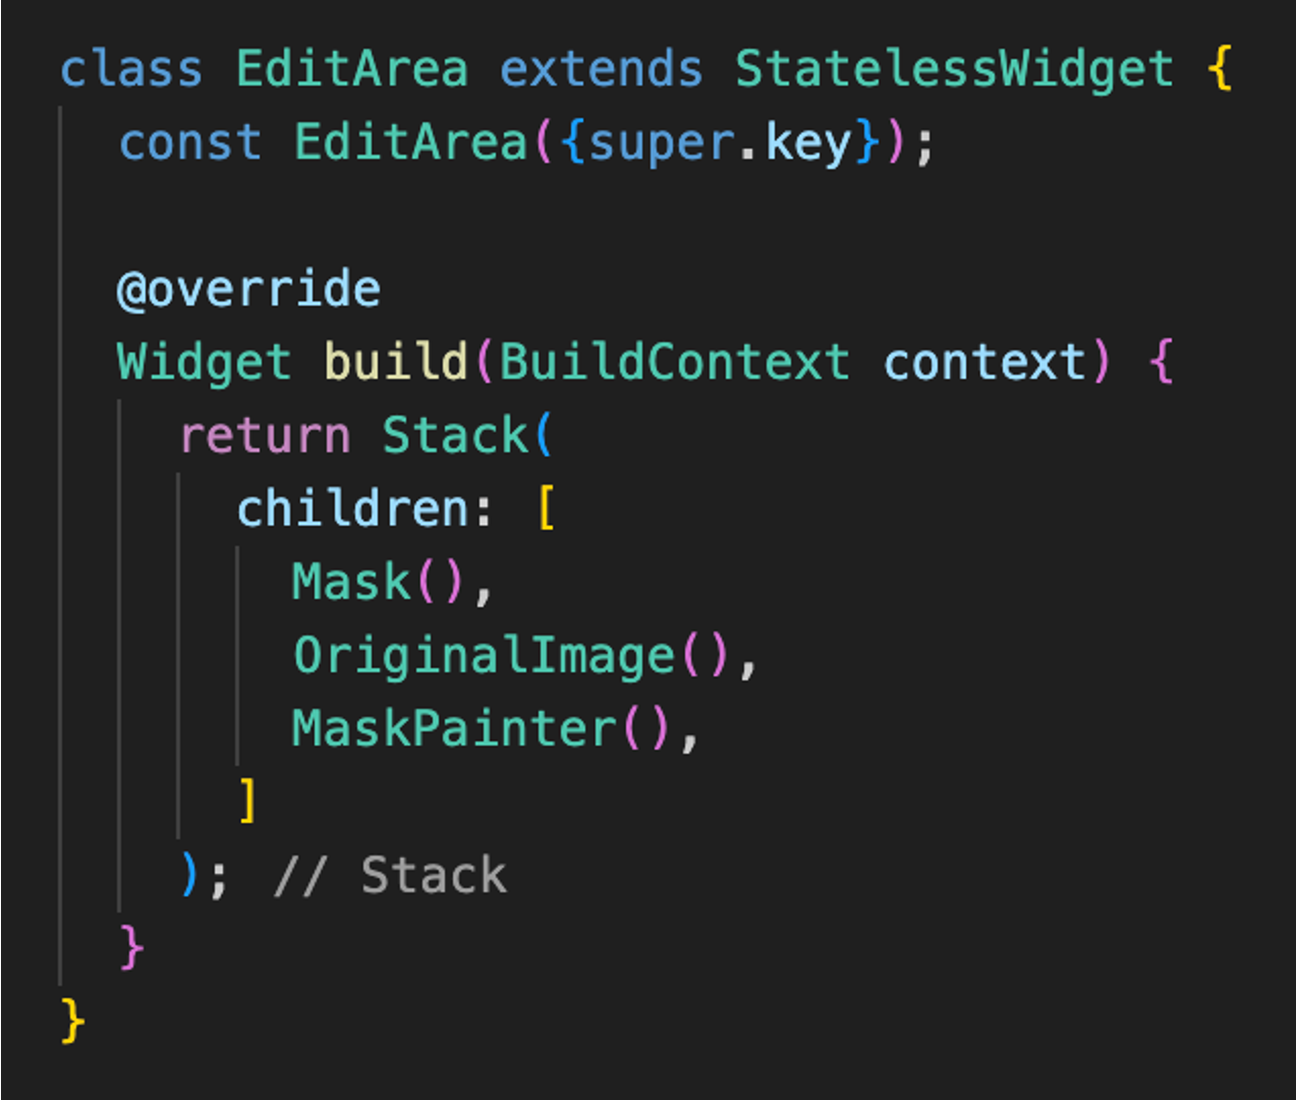 class EditArea extends StatelessWidget {
  const EditArea({super.key});

  @override
  Widget build(BuildContext context) {
    return Stack(
      children: [
        Mask(),
        OriginalImage(),
        MaskPainter(),
      ]
    ); // Stack
  }
}